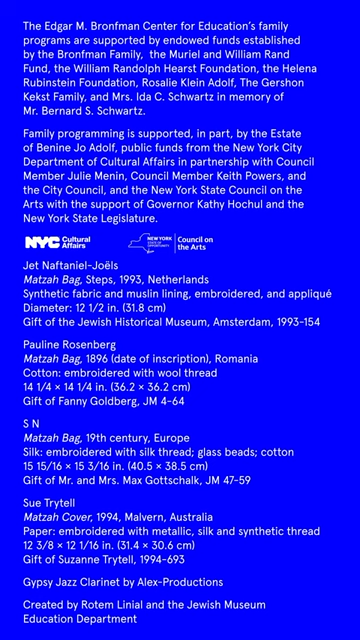 The Edgar M. Bronfman Center for Education's family
programs are supported by endowed funds established
by the Bronfman Family, the Muriel and William Rand
Fund, the William Randolph Hearst Foundation, the Helena
Rubinstein Foundation, Rosalie Klein Adolf, The Gershon
Kekst Family, and Mrs. Ida C. Schwartz in memory of
Mr. Bernard S. Schwartz.
Family programming is supported, in part, by the Estate
of Benine Jo Adolf, public funds from the New York City
Department of Cultural Affairs in partnership with Council
Member Julie Menin, Council Member Keith Powers, and
the City Council, and the New York State Council on the
Arts with the support of Governor Kathy Hochul and the
New York State Legislature.
NYC Cultural Affairs
NEW YORK STATE OF OPPORTUNITY. Council on the Arts
Jet Naftaniel-Joëls
Matzah Bag, Steps, 1993, Netherlands
Synthetic fabric and muslin lining, embroidered, and appliqué
Diameter: 12 1/2 in. (31.8 cm)
Gift of the Jewish Historical Museum, Amsterdam, 1993-154
Pauline Rosenberg
Matzah Bag, 1896 (date of inscription), Romania
Cotton: embroidered with wool thread
14 1/4 × 14 1/4 in. (36.2 × 36.2 cm)
Gift of Fanny Goldberg, JM 4-64
S N
Matzah Bag, 19th century, Europe
Silk: embroidered with silk thread; glass beads; cotton
15 15/16 × 15 3/16 in. (40.5 × 38.5 cm)
Gift of Mr. and Mrs. Max Gottschalk, JM 47-59
Sue Trytell
Matzah Cover, 1994, Malvern, Australia
Paper: embroidered with metallic, silk and synthetic thread
12 3/8 × 12 1/16 in. (31.4 × 30.6 cm)
Gift of Suzanne Trytell, 1994-693
Gypsy Jazz Clarinet by Alex-Productions
Created by Rotem Linial and the Jewish Museum
Education Department